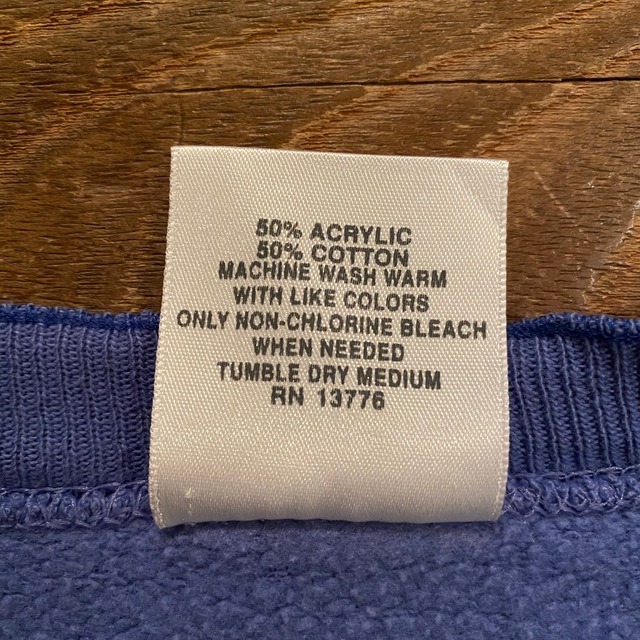 50% ACRYLIC
50% COTTON
MACHINE WASH WARM
WITH LIKE COLORS
ONLY NON-CHLORINE BLEACH
WHEN NEEDED
TUMBLE DRY MEDIUM
RN 13776